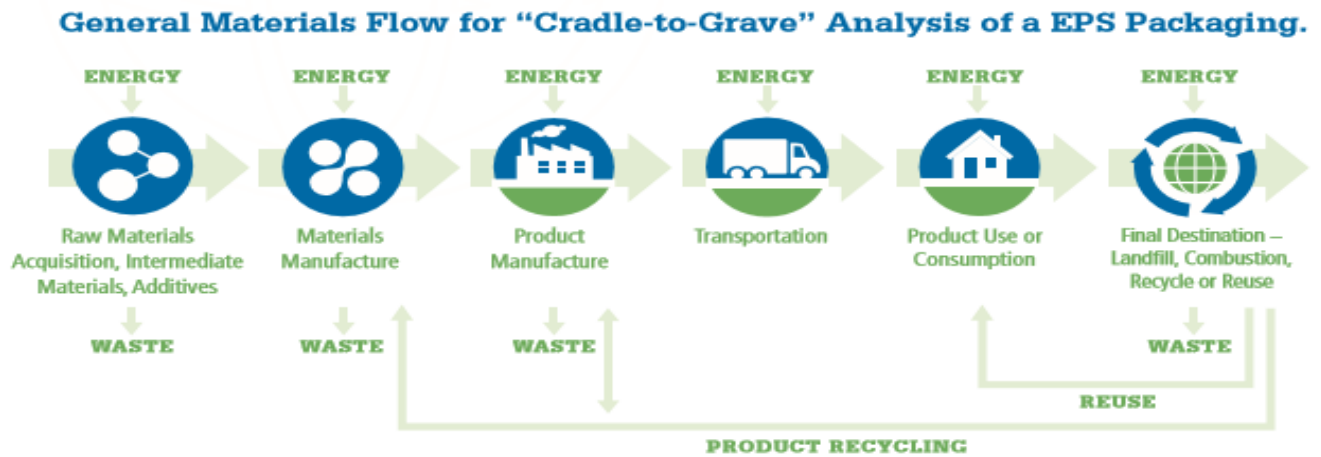 General Materials Flow for “Cradle-to-Grave” Analysis of a EPS Packaging.
ENERGY
ENERGY
ENERGY
ENERGY
ENERGY
ENERGY
Raw Materials
Acquisition, Intermediate
Materials, Additives
Materials
Manufacture
Product
Manufacture
Transportation
Product Use or
Consumption
Final Destination –
Landfill, Combustion,
Recycle or Reuse
WASTE
WASTE
WASTE
WASTE
REUSE
PRODUCT RECYCLING